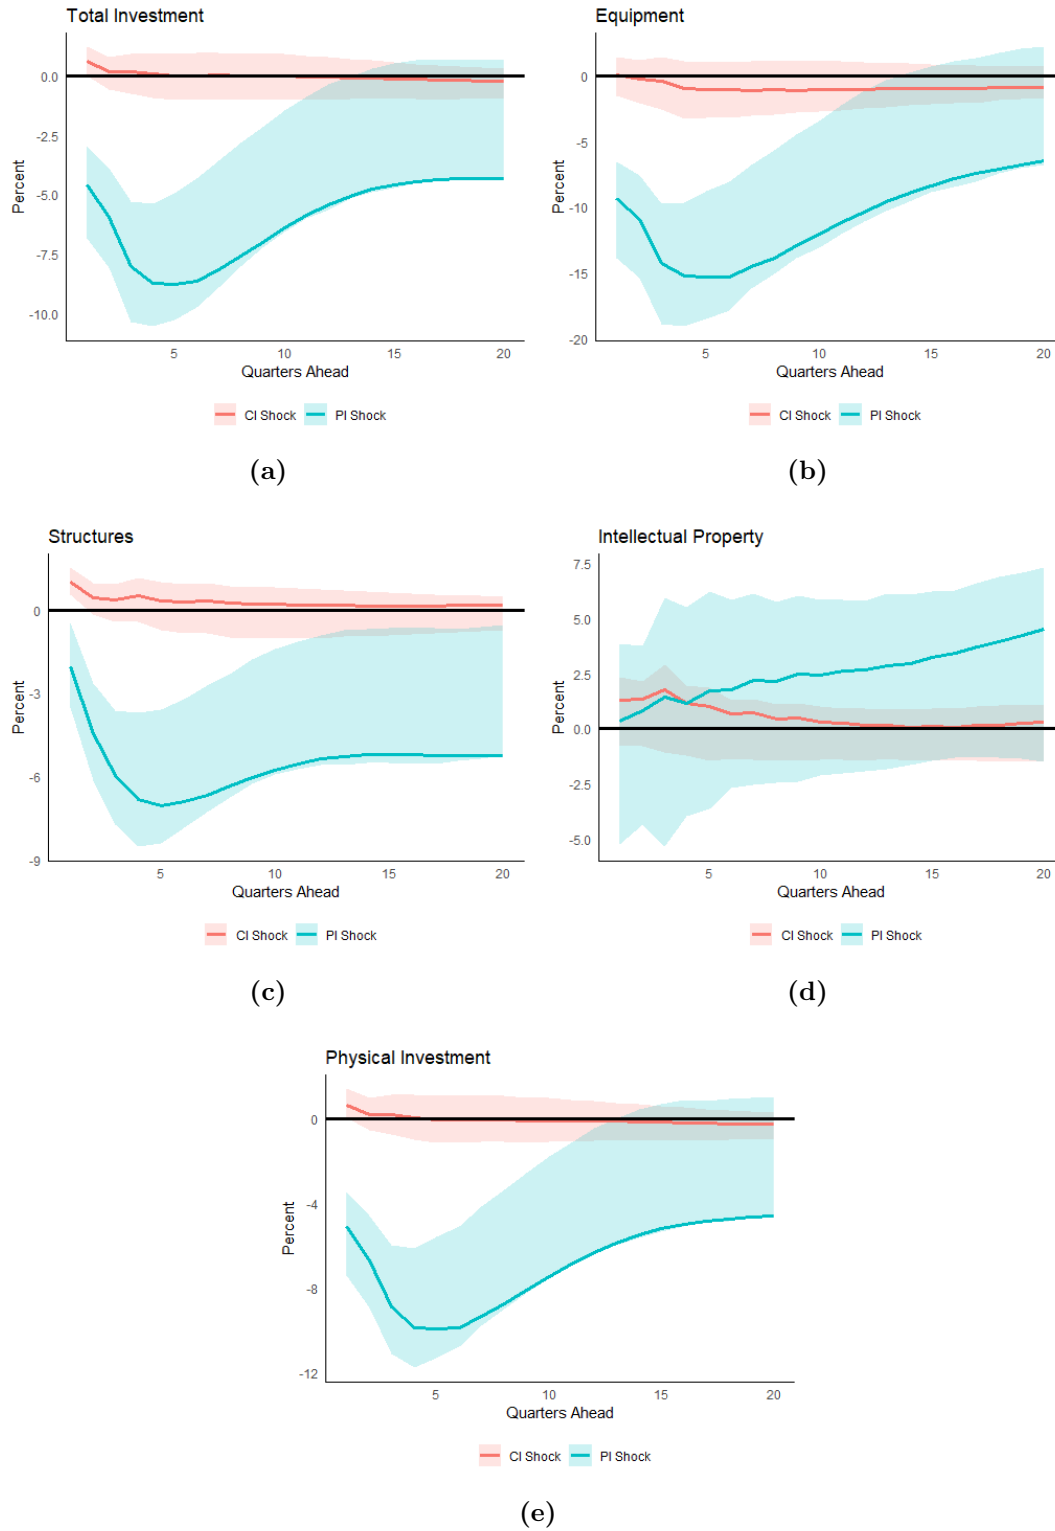 Total Investment
0.0
-2.5
-5.0
-7.5
-10.0
Percent
5 10 15 20
Quarters Ahead
CI Shock PI Shock
(a)
Equipment
0
-5
-10
-15
-20
Percent
5 10 15 20
Quarters Ahead
CI Shock PI Shock
(b)
Structures
0
-3
-6
-9
Percent
5 10 15 20
Quarters Ahead
CI Shock PI Shock
(c)
Intellectual Property
7.5
5.0
2.5
0.0
-2.5
-5.0
Percent
5 10 15 20
Quarters Ahead
CI Shock PI Shock
(d)
Physical Investment
0
-4
-8
-12
Percent
5 10 15 20
Quarters Ahead
CI Shock PI Shock
(e)